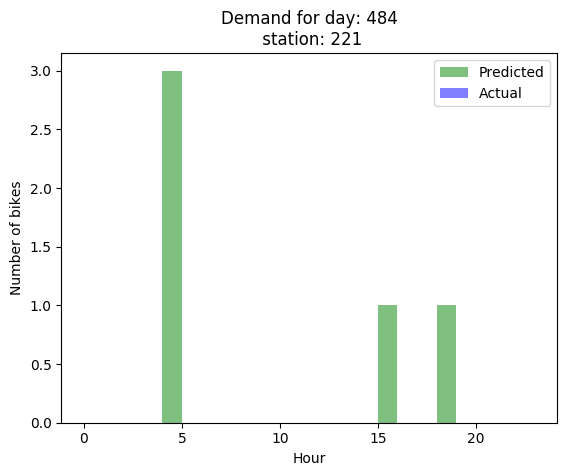 Demand for day: 484
station: 221
Predicted
Actual
3.0
2.5
2.0
1.5
1.0
0.5
0.0
Number of bikes
0 5 10 15 20
Hour